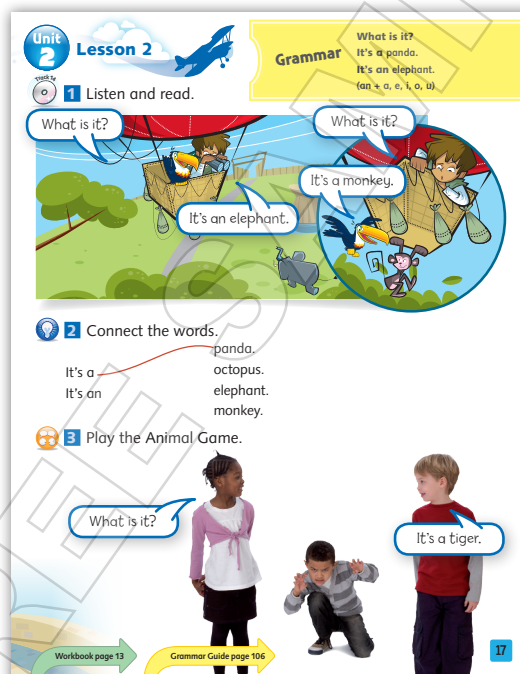 Unit
2
Lesson 2
Grammar
What is it?
It's a panda.
It's an elephant.
(an + a, e, i, o, u)
Track 14
1 Listen and read.
What is it?
What is it?
It's a monkey.
It's an elephant.
2 Connect the words.
It's a
It's an
panda.
octopus.
elephant.
monkey.
3 Play the Animal Game.
What is it?
It's a tiger.
Workbook page 13
Grammar Guide page 106
17